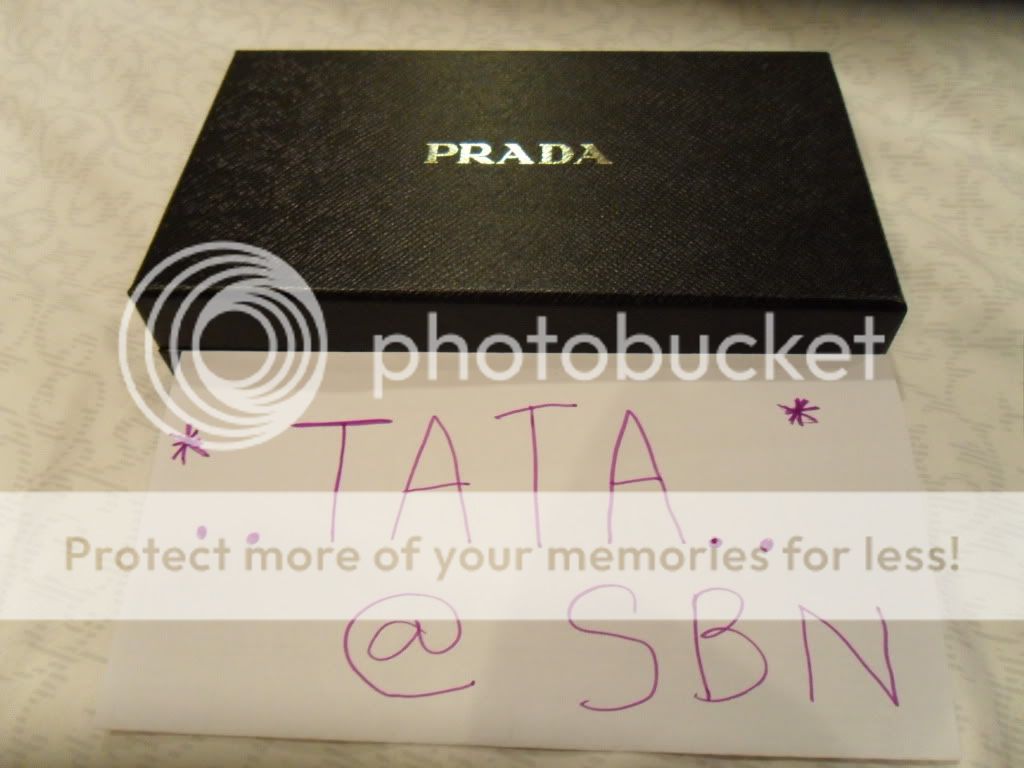 PRADA
photobucket
* ..TATA.. *
Protect more of your memories for less!
@ SBN